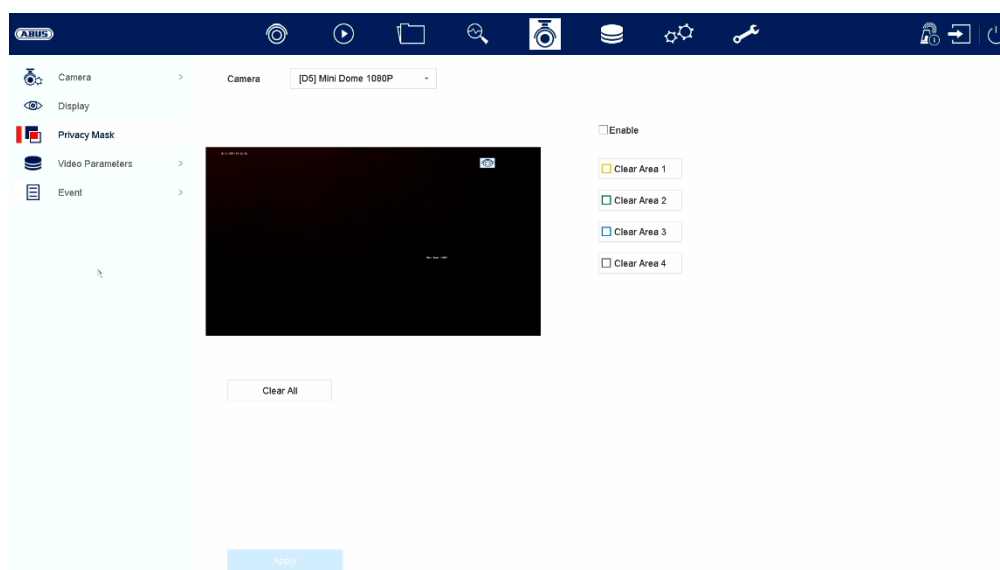 ABUS
Camera
Display
Privacy Mask
Video Parameters
Event
Camera [D5] Mini Dome 1080P
Enable
Clear Area 1
Clear Area 2
Clear Area 3
Clear Area 4
Clear All
Apply